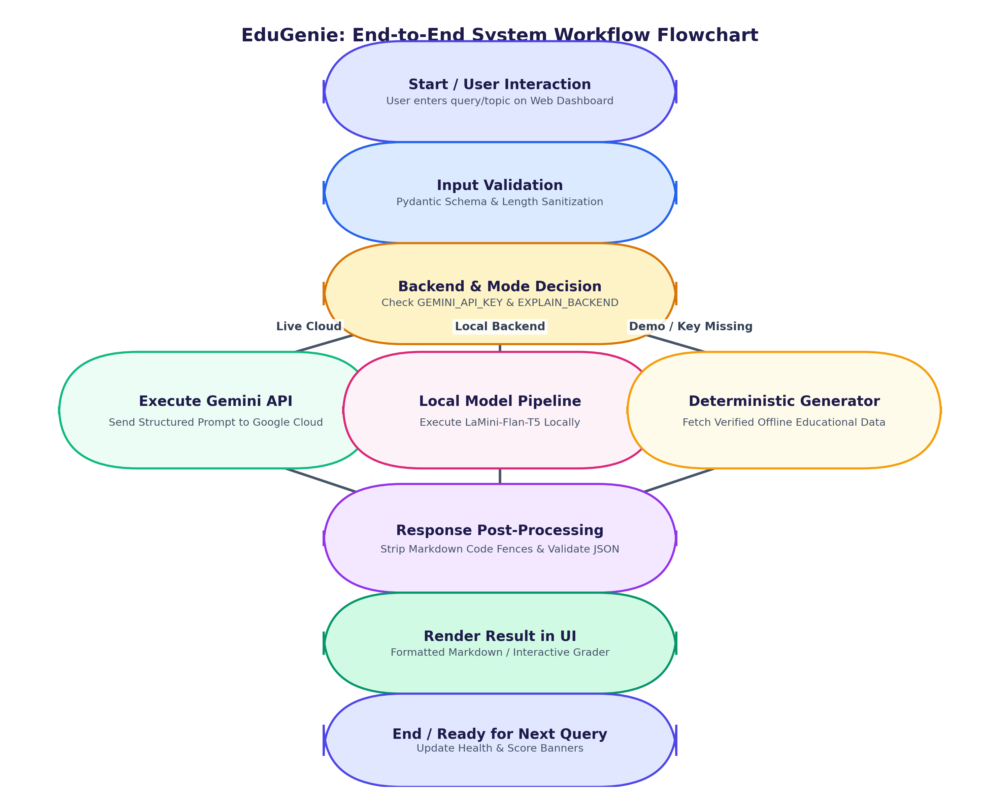 EduGenie: End-to-End System Workflow Flowchart
Start / User Interaction
User enters query/topic on Web Dashboard
Input Validation
Pydantic Schema & Length Sanitization
Backend & Mode Decision
Check GEMINI_API_KEY & EXPLAIN_BACKEND
Live Cloud
Local Backend
Demo / Key Missing
Execute Gemini API
Send Structured Prompt to Google Cloud
Local Model Pipeline
Execute LaMini-Flan-T5 Locally
Deterministic Generator
Fetch Verified Offline Educational Data
Response Post-Processing
Strip Markdown Code Fences & Validate JSON
Render Result in UI
Formatted Markdown / Interactive Grader
End / Ready for Next Query
Update Health & Score Banners